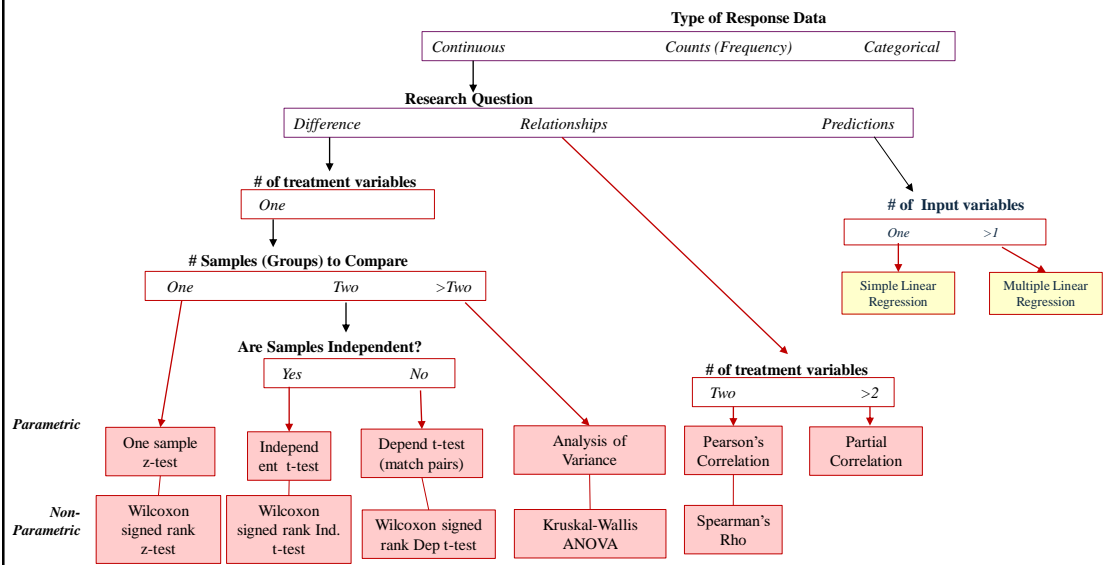 Type of Response Data
Continuous Counts (Frequency) Categorical
Research Question
Difference Relationships Predictions
# of treatment variables
One
# of Input variables
One >1
Simple Linear
Regression
Multiple Linear
Regression
# Samples (Groups) to Compare
One Two >Two
Are Samples Independent?
Yes No
# of treatment variables
Two >2
Parametric
One sample
z-test
Independ
ent t-test
Depend t-test
(match pairs)
Analysis of
Variance
Pearson's
Correlation
Partial
Correlation
Non-
Parametric
Wilcoxon
signed rank
z-test
Wilcoxon
signed rank Ind.
t-test
Wilcoxon signed
rank Dep t-test
Kruskal-Wallis
ANOVA
Spearman's
Rho